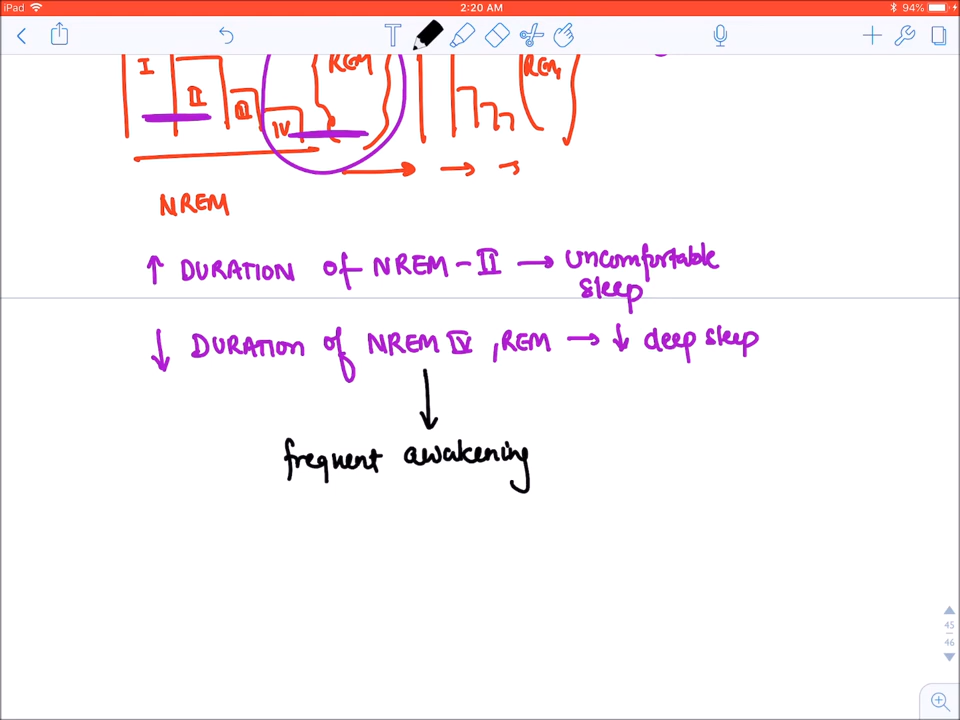 iPad 2:20 AM 94%
I II III IV REM REM,
NREM
↑ DURATION of NREM-II → uncomfortable
sleep
↓ DURATION of NREM IV, REM → ↓ deep sleep
frequent awakening
45
46